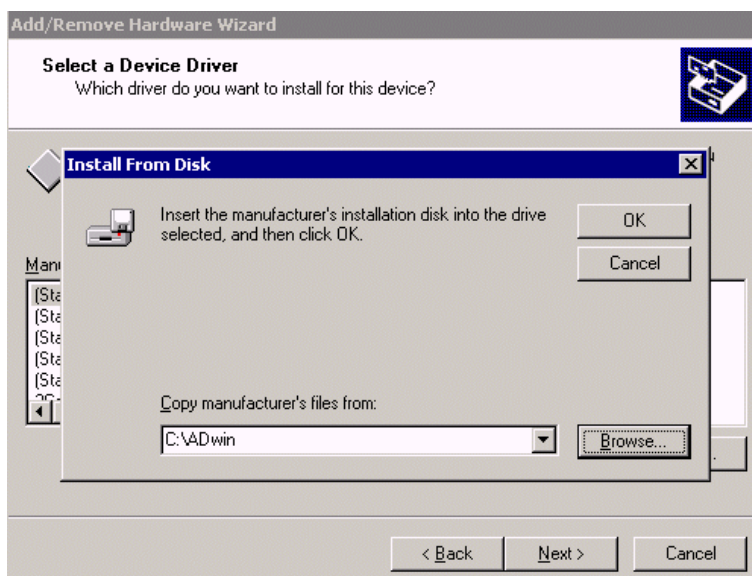 Add/Remove Hardware Wizard
Select a Device Driver
Which driver do you want to install for this device?
Install From Disk
Insert the manufacturer's installation disk into the drive
selected, and then click OK.
OK
Cancel
Copy manufacturer's files from:
C:\ADwin
Browse...
< Back
Next >
Cancel